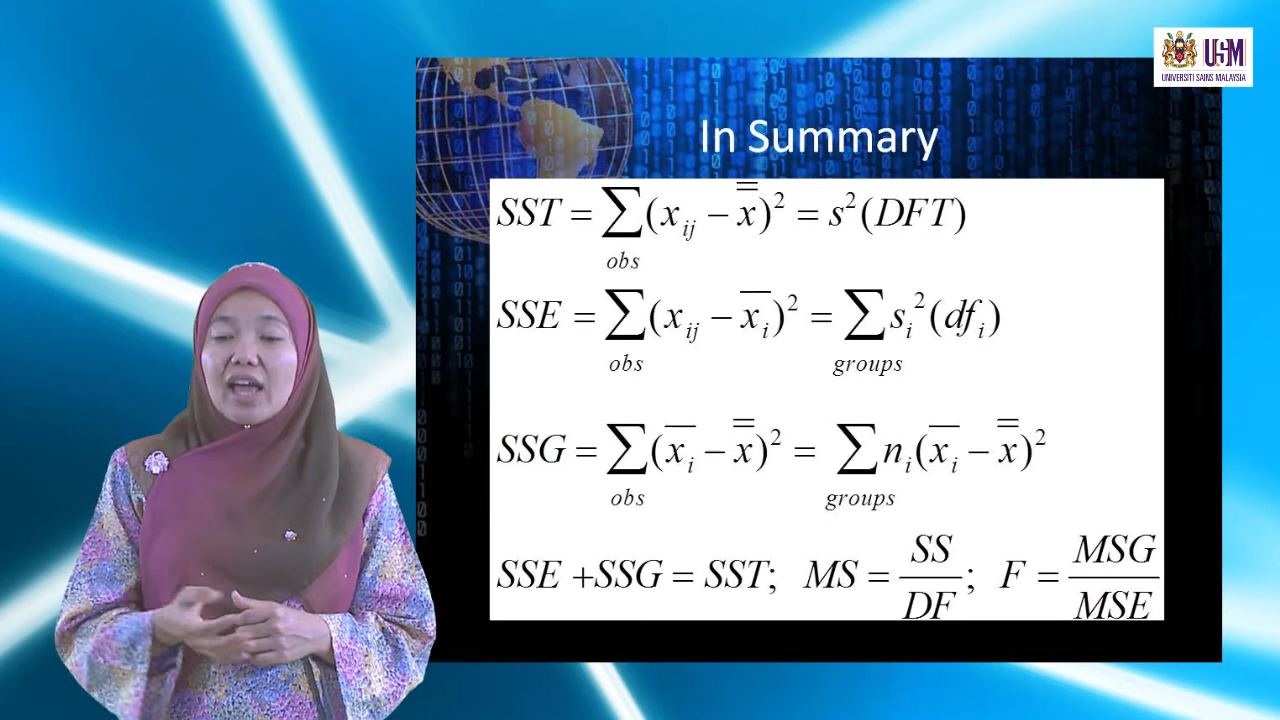 USM
UNIVERSITI SAINS MALAYSIA
In Summary
SST = ∑(x_ij − x̿)² = s²(DFT)
obs
SSE = ∑(x_ij − x̅_i)² = ∑s_i²(df_i)
obs groups
SSG = ∑(x̅_i − x̿)² = ∑n_i(x̅_i − x̿)²
obs groups
SSE +SSG = SST; MS = SS/DF; F = MSG/MSE